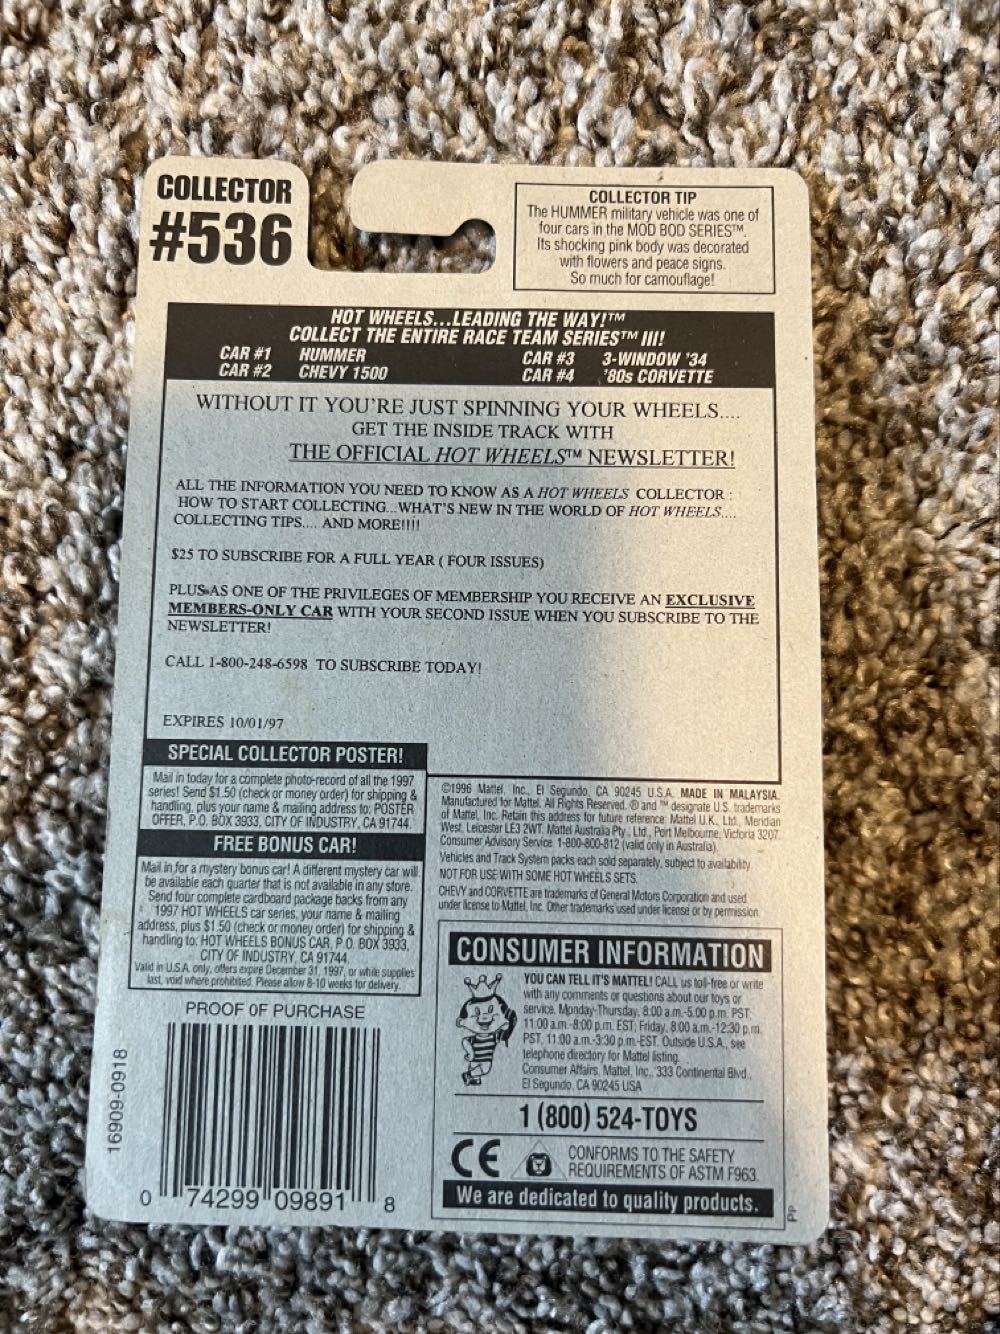 COLLECTOR
#536
COLLECTOR TIP
The HUMMER military vehicle was one of
four cars in the MOD BOD SERIES™.
Its shocking pink body was decorated
with flowers and peace signs.
So much for camouflage!
HOT WHEELS...LEADING THE WAY!™
COLLECT THE ENTIRE RACE TEAM SERIES™ III!
CAR #1 HUMMER CAR #3 3-WINDOW '34
CAR #2 CHEVY 1500 CAR #4 '80s CORVETTE
WITHOUT IT YOU'RE JUST SPINNING YOUR WHEELS....
GET THE INSIDE TRACK WITH
THE OFFICIAL HOT WHEELS™ NEWSLETTER!
ALL THE INFORMATION YOU NEED TO KNOW AS A HOT WHEELS COLLECTOR :
HOW TO START COLLECTING...WHAT'S NEW IN THE WORLD OF HOT WHEELS....
COLLECTING TIPS.... AND MORE!!!!
$25 TO SUBSCRIBE FOR A FULL YEAR ( FOUR ISSUES)
PLUS AS ONE OF THE PRIVILEGES OF MEMBERSHIP YOU RECEIVE AN EXCLUSIVE
MEMBERS-ONLY CAR WITH YOUR SECOND ISSUE WHEN YOU SUBSCRIBE TO THE
NEWSLETTER!
CALL 1-800-248-6598 TO SUBSCRIBE TODAY!
EXPIRES 10/01/97
SPECIAL COLLECTOR POSTER!
Mail in today for a complete photo-record of all the 1997
series! Send $1.50 (check or money order) for shipping &
handling, plus your name & mailing address to: POSTER
OFFER, P.O. BOX 3933, CITY OF INDUSTRY, CA 91744.
FREE BONUS CAR!
Mail in for a mystery bonus car! A different mystery car will
be available each quarter that is not available in any store.
Send four complete cardboard package backs from any
1997 HOT WHEELS car series, your name & mailing
address, plus $1.50 (check or money order) for shipping &
handling to: HOT WHEELS BONUS CAR, P.O. BOX 3933,
CITY OF INDUSTRY, CA 91744.
Valid in U.S.A. only, offers expire December 31, 1997, or while supplies
last, void where prohibited. Please allow 8-10 weeks for delivery.
PROOF OF PURCHASE
16909-0918
0 74299 09891 8
©1996 Mattel, Inc., El Segundo, CA 90245 U.S.A. MADE IN MALAYSIA.
Manufactured for Mattel. All Rights Reserved. ® and ™ designate U.S. trademarks
of Mattel, Inc. Retain this address for future reference: Mattel U.K., Ltd., Meridian
West, Leicester LE3 2WT. Mattel Australia Pty., Ltd., Port Melbourne, Victoria 3207.
Consumer Advisory Service 1-800-800-812 (valid only in Australia).
Vehicles and Track System packs each sold separately, subject to availability.
NOT FOR USE WITH SOME HOT WHEELS SETS.
CHEVY and CORVETTE are trademarks of General Motors Corporation and used
under license to Mattel, Inc. Other trademarks used under license or by permission.
CONSUMER INFORMATION
YOU CAN TELL IT'S MATTEL! CALL us toll-free or write
with any comments or questions about our toys or
service. Monday-Thursday, 8:00 a.m.-5:00 p.m. PST;
11:00 a.m.-8:00 p.m. EST; Friday, 8:00 a.m.-12:30 p.m.
PST, 11:00 a.m.-3:30 p.m.-EST. Outside U.S.A., see
telephone directory for Mattel listing.
Consumer Affairs, Mattel, Inc., 333 Continental Blvd.,
El Segundo, CA 90245 USA
1 (800) 524-TOYS
CE
CONFORMS TO THE SAFETY
REQUIREMENTS OF ASTM F963.
We are dedicated to quality products.
Pp